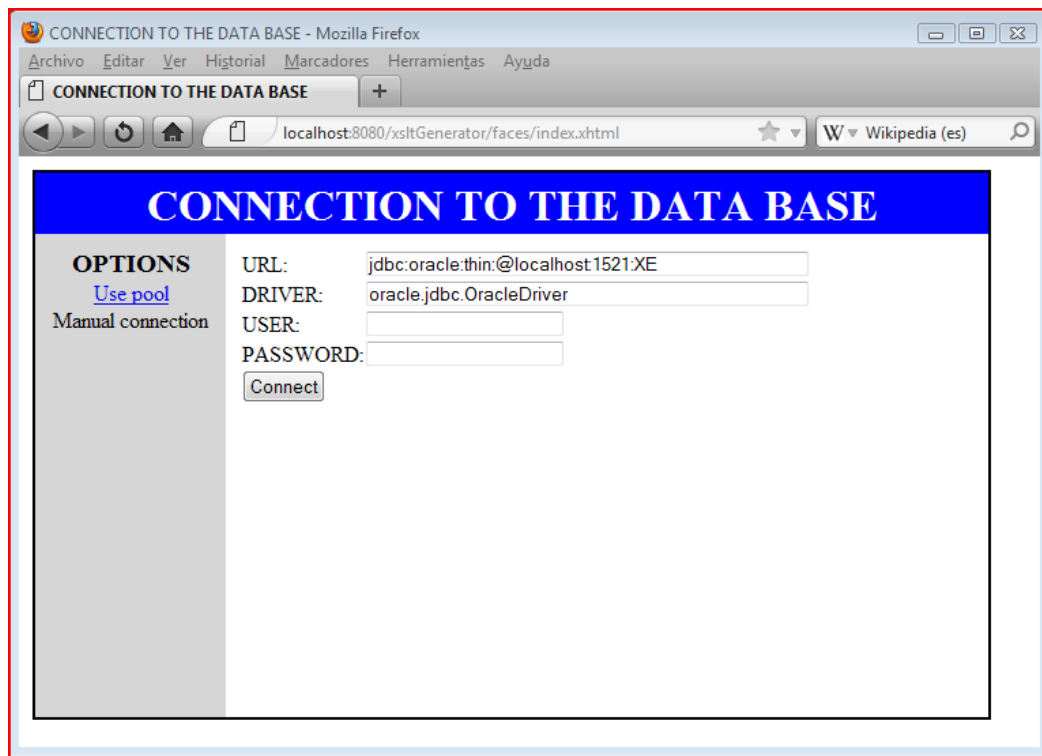 CONNECTION TO THE DATA BASE - Mozilla Firefox
Archivo Editar Ver Historial Marcadores Herramientas Ayuda
CONNECTION TO THE DATA BASE +
localhost:8080/xsltGenerator/faces/index.xhtml W Wikipedia (es)
CONNECTION TO THE DATA BASE
OPTIONS
Use pool
Manual connection
URL: jdbc:oracle:thin:@localhost:1521:XE
DRIVER: oracle.jdbc.OracleDriver
USER:
PASSWORD:
Connect